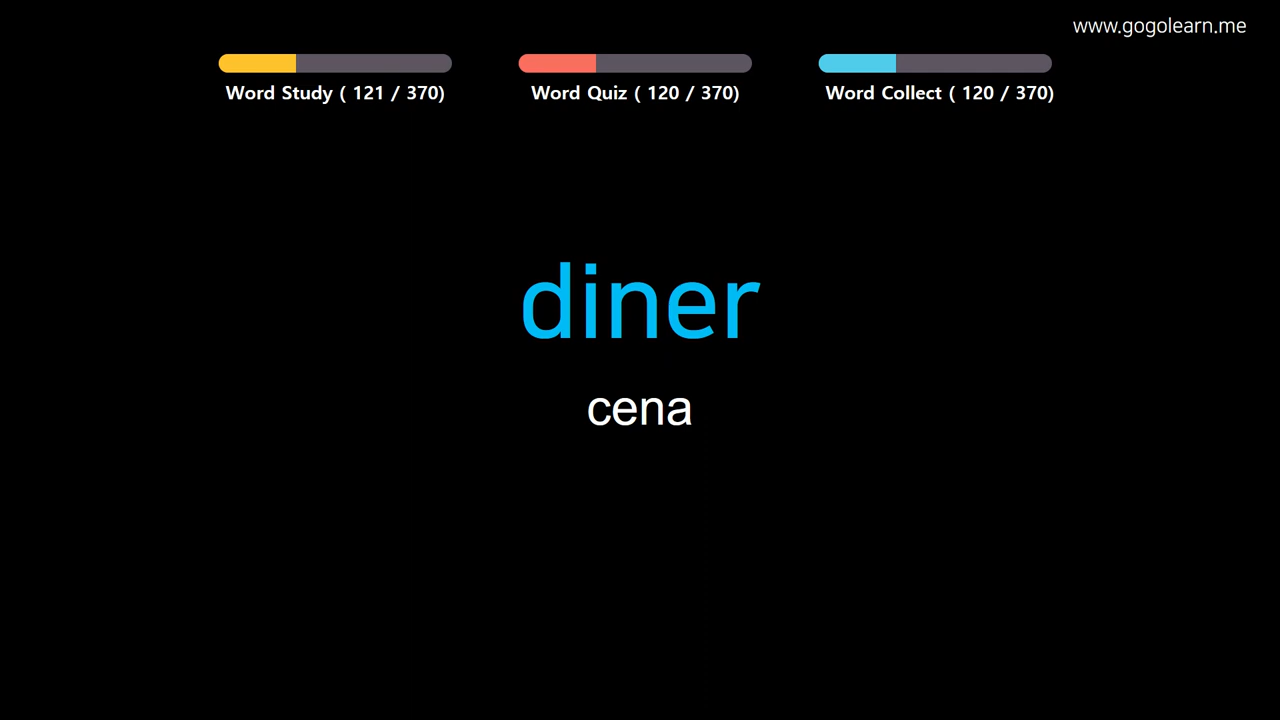 www.gogolearn.me
Word Study ( 121 / 370)
Word Quiz ( 120 / 370)
Word Collect ( 120 / 370)
diner
cena